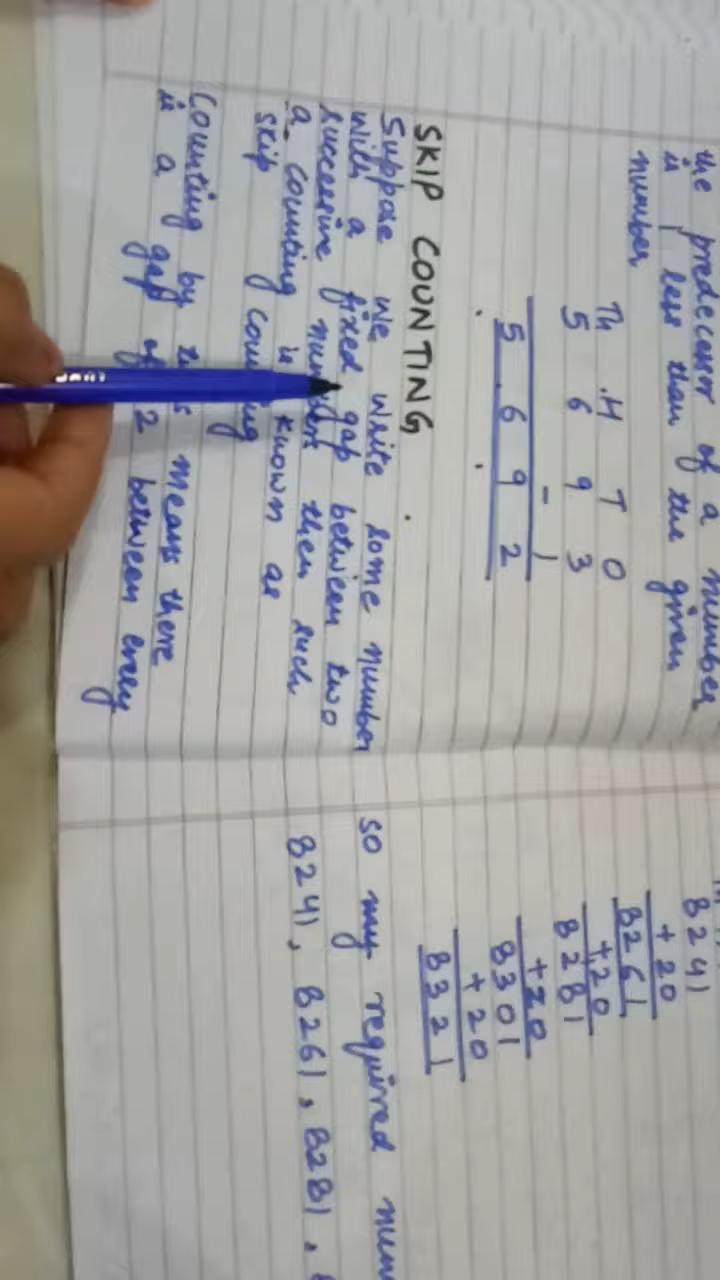 the predecessor of a number
is 1 less than the given
number
Th H T O
5 6 9 3
- 1
5 6 9 2
SKIP COUNTING
Suppose we write some number
with a fixed gap between two
successive then such
a counting is known as
skip counting
Counting by means there
is a gap of 2 between every
8241
+ 20
8261
+ 20
8281
+ 20
8301
+ 20
8321
so my required
8241, 8261, 8281,